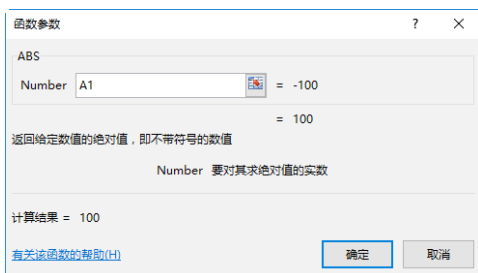 函数参数 ? ×
ABS
Number A1 = -100
= 100
返回给定数值的绝对值，即不带符号的数值
Number 要对其求绝对值的实数
计算结果 = 100
有关该函数的帮助(H) 确定 取消